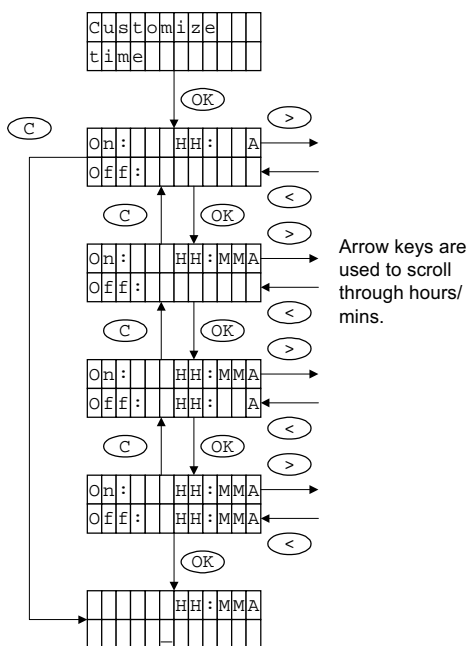 Customize
time
OK
C
>
On: HH: A
Off:
<
C OK
>
On: HH:MMA
Off:
<
Arrow keys are
used to scroll
through hours/
mins.
C OK
>
On: HH:MMA
Off: HH: A
<
C OK
>
On: HH:MMA
Off: HH:MMA
<
OK
HH:MMA
_